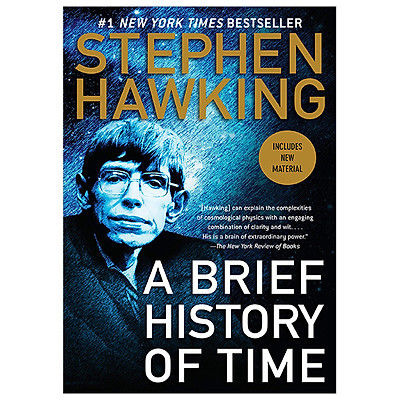 #1 NEW YORK TIMES BESTSELLER
STEPHEN
HAWKING
INCLUDES
NEW
MATERIAL
"[Hawking] can explain the complexities
of cosmological physics with an engaging
combination of clarity and wit. . . .
His is a brain of extraordinary power."
—The New York Review of Books
A BRIEF
HISTORY
OF TIME